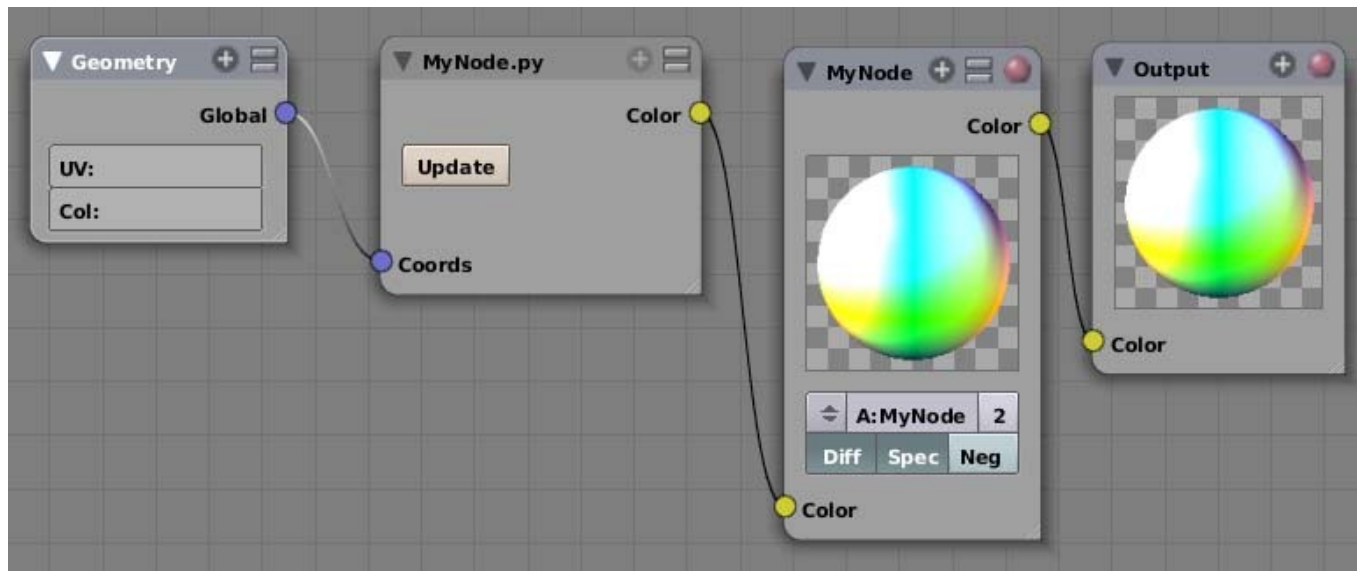 Geometry
Global
UV:
Col:
MyNode.py
Color
Update
Coords
MyNode
Color
A:MyNode 2
Diff Spec Neg
Color
Output
Color